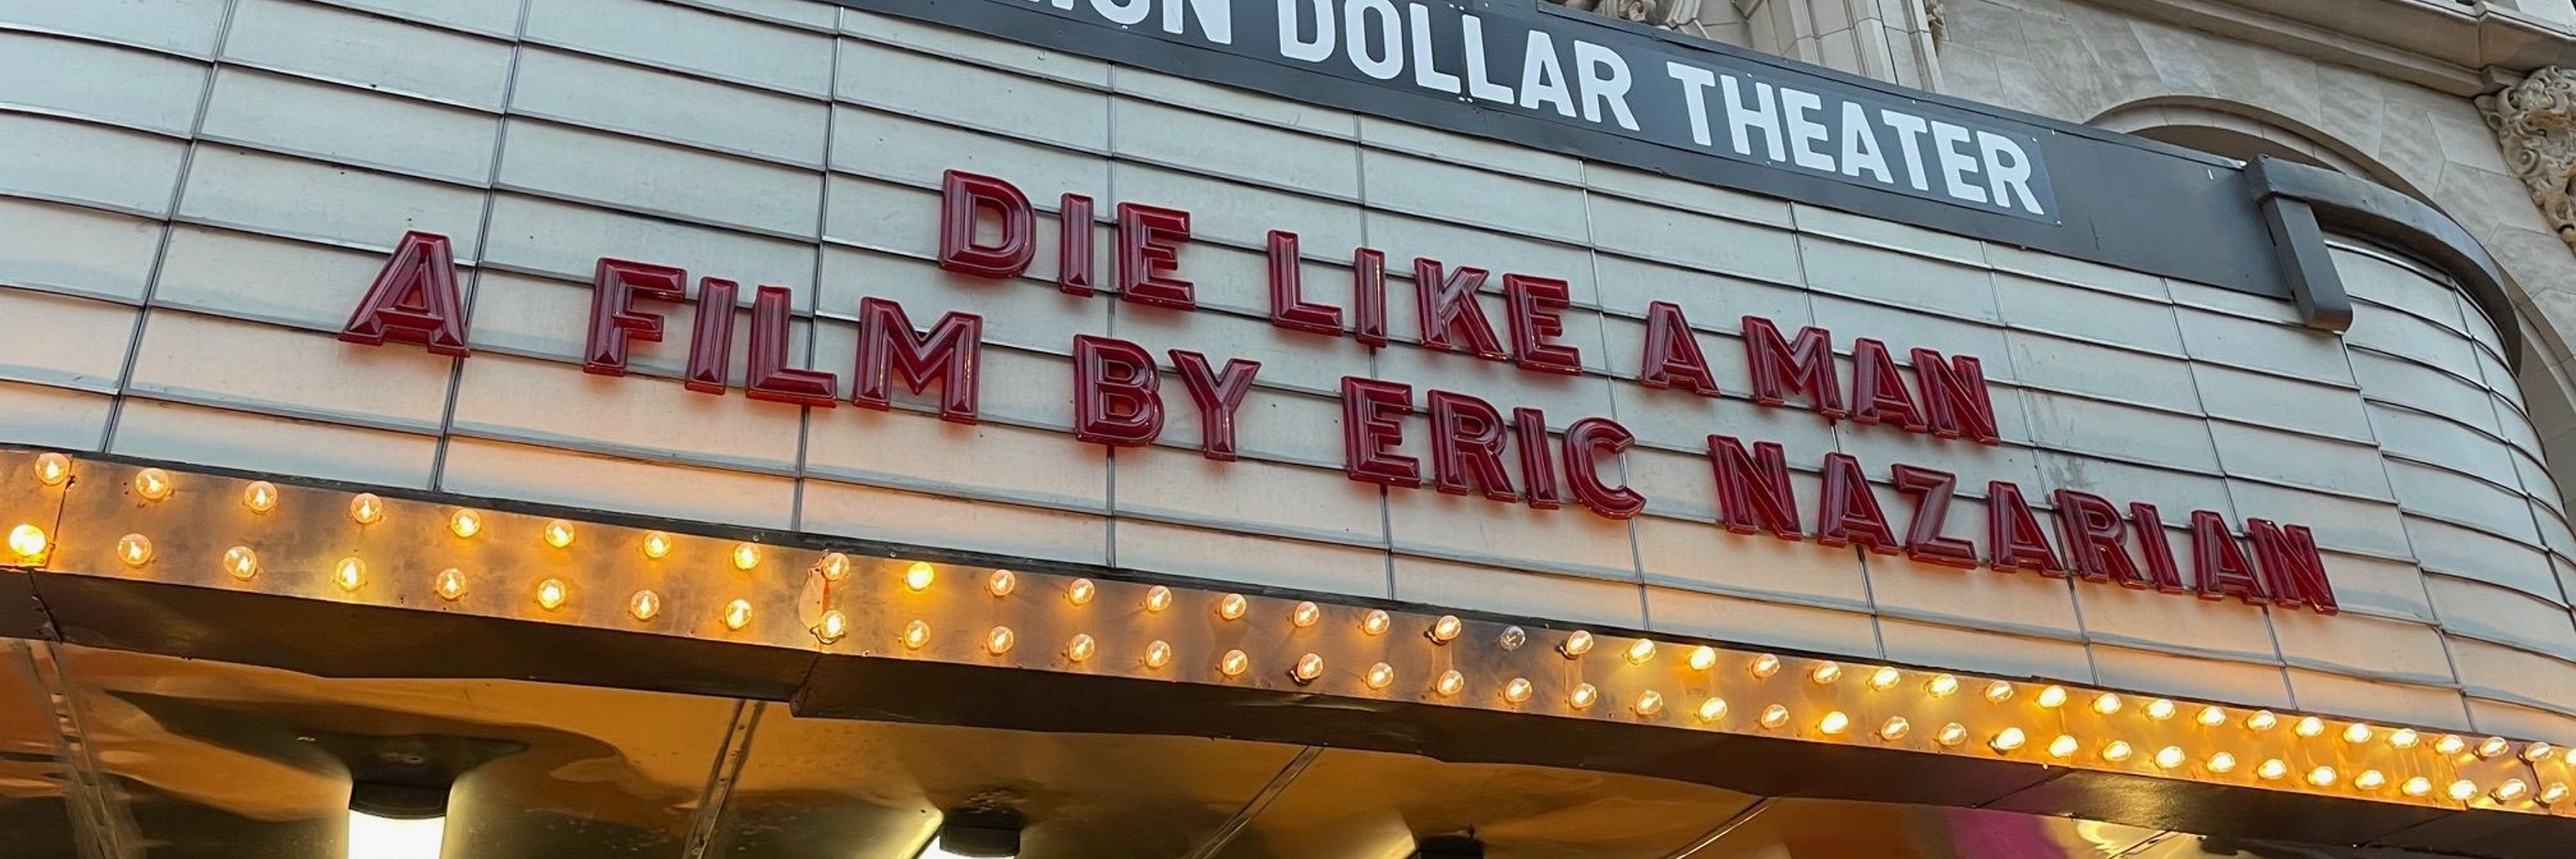 DOLLAR THEATER
DIE LIKE A MAN
A FILM BY ERIC NAZARIAN